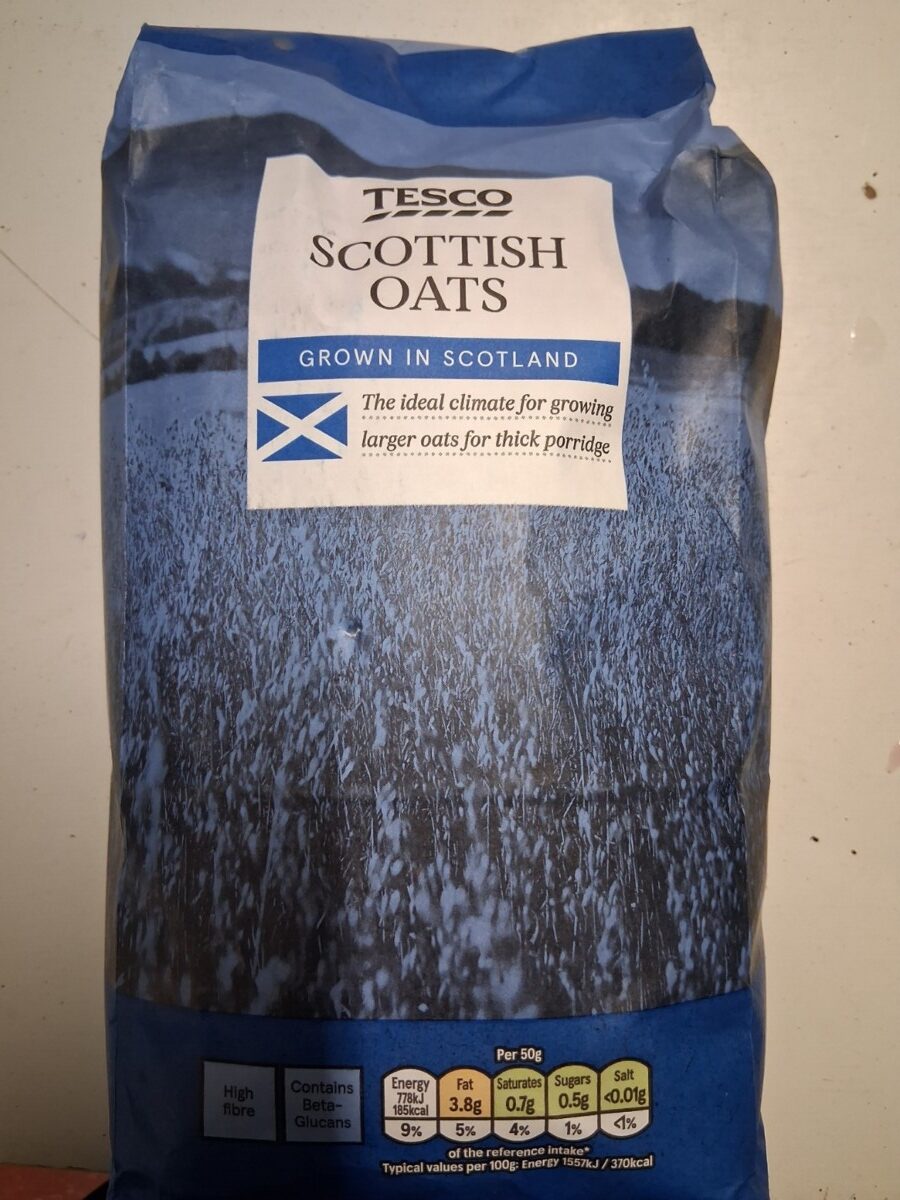 TESCO
SCOTTISH
OATS
GROWN IN SCOTLAND
The ideal climate for growing
larger oats for thick porridge
High
fibre
Contains
Beta-
Glucans
Per 50g
Energy
778kJ
185kcal
9%
Fat
3.8g
5%
Saturates
0.7g
4%
Sugars
0.5g
1%
Salt
<0.01g
<1%
of the reference intake*
Typical values per 100g: Energy 1557kJ / 370kcal